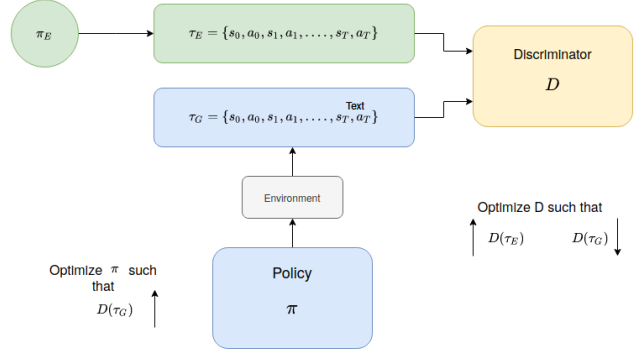 π_E
τ_E = {s_0, a_0, s_1, a_1, . . . . , s_T, a_T}
Discriminator
D
Text
τ_G = {s_0, a_0, s_1, a_1, . . . . , s_T, a_T}
Environment
Optimize D such that
D(τ_E) D(τ_G)
Policy
π
Optimize π such
that
D(τ_G)